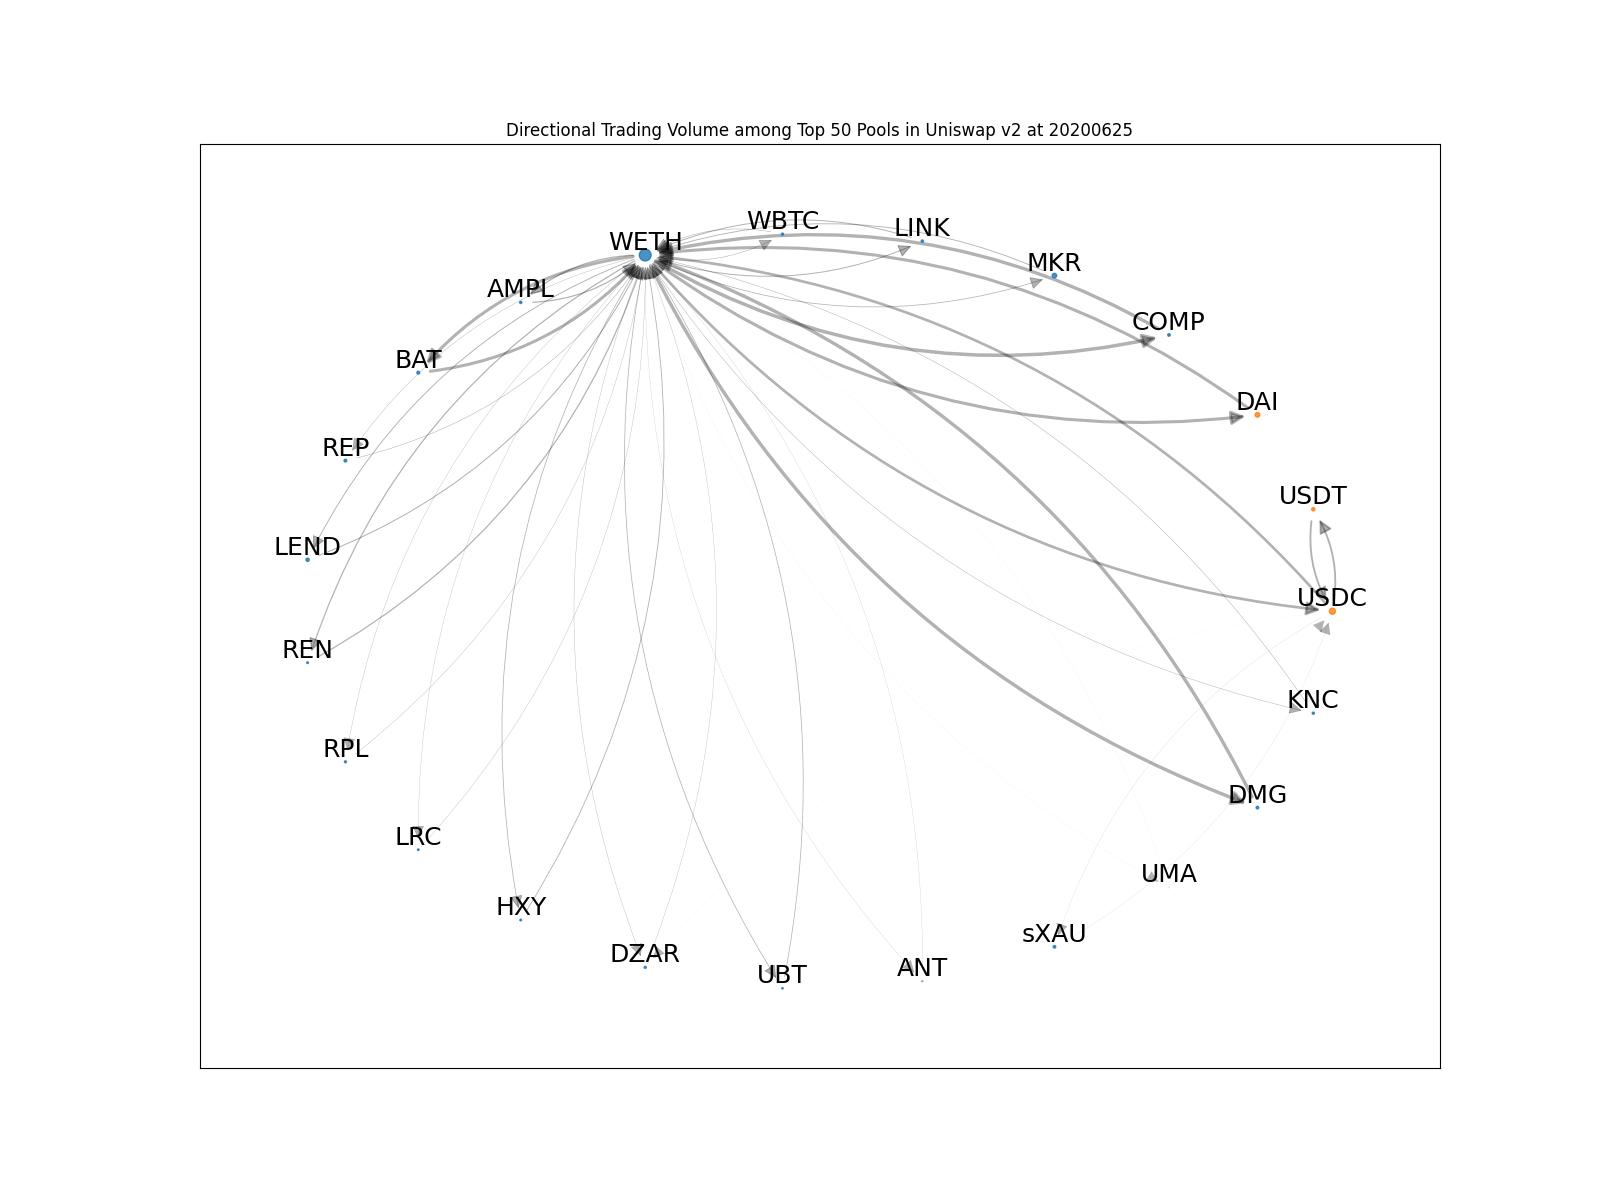 Directional Trading Volume among Top 50 Pools in Uniswap v2 at 20200625
WBTC
LINK
WETH
MKR
AMPL
COMP
BAT
DAI
REP
USDT
LEND
USDC
REN
KNC
RPL
DMG
LRC
UMA
HXY
sXAU
DZAR
ANT
UBT